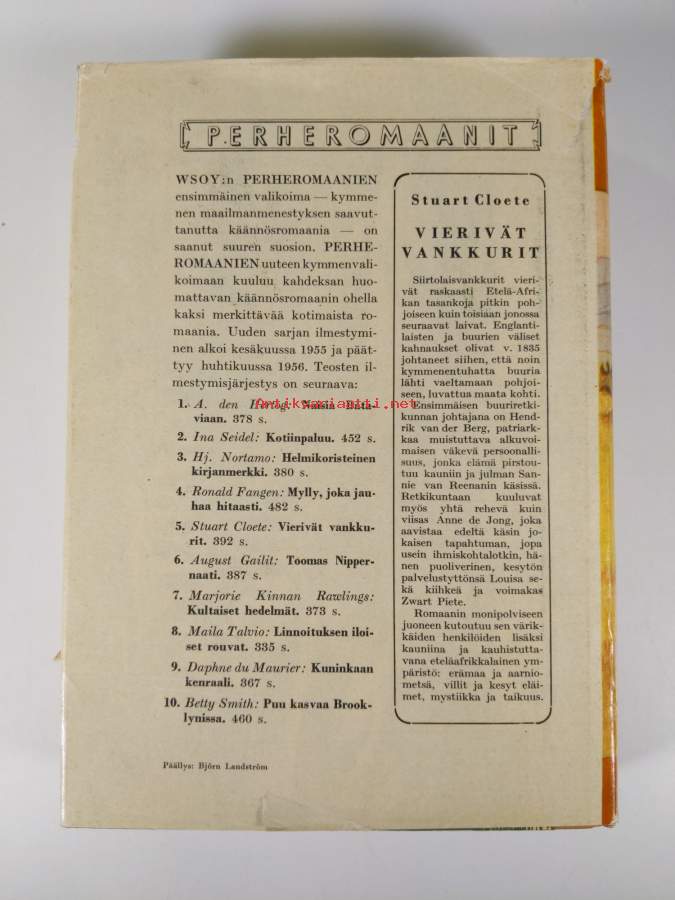 PERHEROMAANIT
WSOY:n PERHEROMAANIEN
ensimmäinen valikoima — kymme-
nen maailmanmenestyksen saavut-
tanutta käännösromaania — on
saanut suuren suosion. PERHE-
ROMAANIEN uuteen kymmenvali-
koimaan kuuluu kahdeksan huo-
mattavan käännösromaanin ohella
kaksi merkittävää kotimaista ro-
maania. Uuden sarjan ilmestymi-
nen alkoi kesäkuussa 1955 ja päät-
tyy huhtikuussa 1956. Teosten il-
mestymisjärjestys on seuraava:
1. A. den Hartog: Naisia Bata-
viaan. 378 s.
2. Ina Seidel: Kotiinpaluu. 452 s.
3. Hj. Nortamo: Helmikoristeinen
kirjanmerkki. 380 s.
4. Ronald Fangen: Mylly, joka jau-
haa hitaasti. 482 s.
5. Stuart Cloete: Vierivät vankku-
rit. 392 s.
6. August Gailit: Toomas Nipper-
naati. 387 s.
7. Marjorie Kinnan Rawlings:
Kultaiset hedelmät. 373 s.
8. Maila Talvio: Linnoituksen iloi-
set rouvat. 335 s.
9. Daphne du Maurier: Kuninkaan
kenraali. 367 s.
10. Betty Smith: Puu kasvaa Brook-
lynissa. 460 s.
Päällys: Björn Landström
Stuart Cloete
VIERIVÄT
VANKKURIT
Siirtolaisvankkurit vieri-
vät raskaasti Etelä-Afri-
kan tasankoja pitkin poh-
joiseen kuin toisiaan jonossa
seuraavat laivat. Englanti-
laisten ja buurien väliset
kahnaukset olivat v. 1835
johtaneet siihen, että noin
kymmenentuhatta buuria
lähti vaeltamaan pohjoi-
seen, luvattua maata kohti.
Ensimmäisen buuriretki-
kunnan johtajana on Hend-
rik van der Berg, patriark-
kaa muistuttava alkuvoi-
maisen väkevä persoonalli-
suus, jonka elämä pirstou-
tuu kauniin ja julman San-
nie van Reenanin käsissä.
Retkikuntaan kuuluvat
myös yhtä rehevä kuin
viisas Anne de Jong, joka
aavistaa edeltä käsin jo-
kaisen tapahtuman, jopa
usein ihmiskohtalotkin, hä-
nen puoliverinen, kesytön
palvelustyttönsä Louisa se-
kä kiihkeä ja voimakas
Zwart Piete.
Romaanin monipolviseen
juoneen kutoutuu sen värik-
käiden henkilöiden lisäksi
kauniina ja kauhistutta-
vana eteläafrikkalainen ym-
päristö: erämaa ja aarnio-
metsä, villit ja kesyt eläi-
met, mystiikka ja taikuus.
Antikvariaatti.net